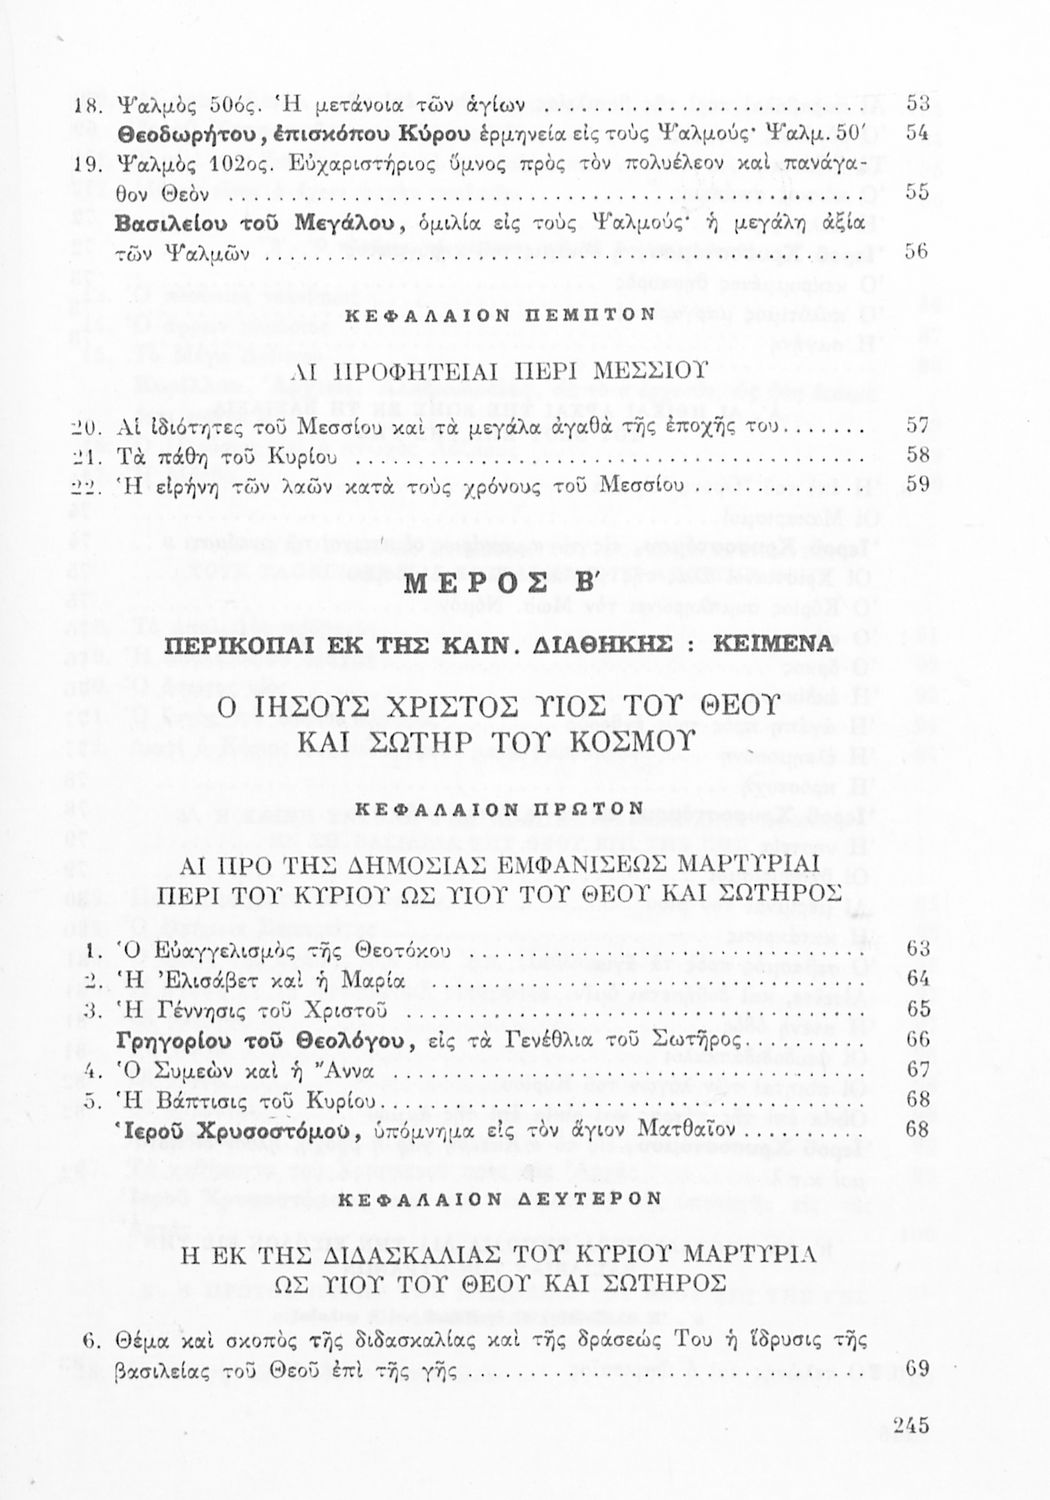 18. Ψαλμὸς 50ός. Ἡ μετάνοια τῶν ἁγίων ........................ 53
Θεοδωρήτου, ἐπισκόπου Κύρου ἑρμηνεία εἰς τοὺς Ψαλμούς· Ψαλμ. 50′ 54
19. Ψαλμὸς 102ος. Εὐχαριστήριος ὕμνος πρὸς τὸν πολυέλεον καὶ πανάγα-
θον Θεὸν ........................ 55
Βασιλείου τοῦ Μεγάλου, ὁμιλία εἰς τοὺς Ψαλμούς· ἡ μεγάλη ἀξία
τῶν Ψαλμῶν ........................ 56
ΚΕΦΑΛΑΙΟΝ ΠΕΜΠΤΟΝ
ΑΙ ΠΡΟΦΗΤΕΙΑΙ ΠΕΡΙ ΜΕΣΣΙΟΥ
20. Αἱ ἰδιότητες τοῦ Μεσσίου καὶ τὰ μεγάλα ἀγαθὰ τῆς ἐποχῆς του....... 57
21. Τὰ πάθη τοῦ Κυρίου ........................ 58
22. Ἡ εἰρήνη τῶν λαῶν κατὰ τοὺς χρόνους τοῦ Μεσσίου ............. 59
ΜΕΡΟΣ Β′
ΠΕΡΙΚΟΠΑΙ ΕΚ ΤΗΣ ΚΑΙΝ. ΔΙΑΘΗΚΗΣ : ΚΕΙΜΕΝΑ
Ο ΙΗΣΟΥΣ ΧΡΙΣΤΟΣ ΥΙΟΣ ΤΟΥ ΘΕΟΥ
ΚΑΙ ΣΩΤΗΡ ΤΟΥ ΚΟΣΜΟΥ
ΚΕΦΑΛΑΙΟΝ ΠΡΩΤΟΝ
ΑΙ ΠΡΟ ΤΗΣ ΔΗΜΟΣΙΑΣ ΕΜΦΑΝΙΣΕΩΣ ΜΑΡΤΥΡΙΑΙ
ΠΕΡΙ ΤΟΥ ΚΥΡΙΟΥ ΩΣ ΥΙΟΥ ΤΟΥ ΘΕΟΥ ΚΑΙ ΣΩΤΗΡΟΣ
1. Ὁ Εὐαγγελισμὸς τῆς Θεοτόκου ........................ 63
2. Ἡ Ἐλισάβετ καὶ ἡ Μαρία ........................ 64
3. Ἡ Γέννησις τοῦ Χριστοῦ ........................ 65
Γρηγορίου τοῦ Θεολόγου, εἰς τὰ Γενέθλια τοῦ Σωτῆρος.......... 66
4. Ὁ Συμεὼν καὶ ἡ Ἄννα ........................ 67
5. Ἡ Βάπτισις τοῦ Κυρίου........................ 68
Ἱεροῦ Χρυσοστόμου, ὑπόμνημα εἰς τὸν ἅγιον Ματθαῖον .......... 68
ΚΕΦΑΛΑΙΟΝ ΔΕΥΤΕΡΟΝ
Η ΕΚ ΤΗΣ ΔΙΔΑΣΚΑΛΙΑΣ ΤΟΥ ΚΥΡΙΟΥ ΜΑΡΤΥΡΙΑ
ΩΣ ΥΙΟΥ ΤΟΥ ΘΕΟΥ ΚΑΙ ΣΩΤΗΡΟΣ
6. Θέμα καὶ σκοπὸς τῆς διδασκαλίας καὶ τῆς δράσεώς Του ἡ ἵδρυσις τῆς
βασιλείας τοῦ Θεοῦ ἐπὶ τῆς γῆς ........................ 69
245